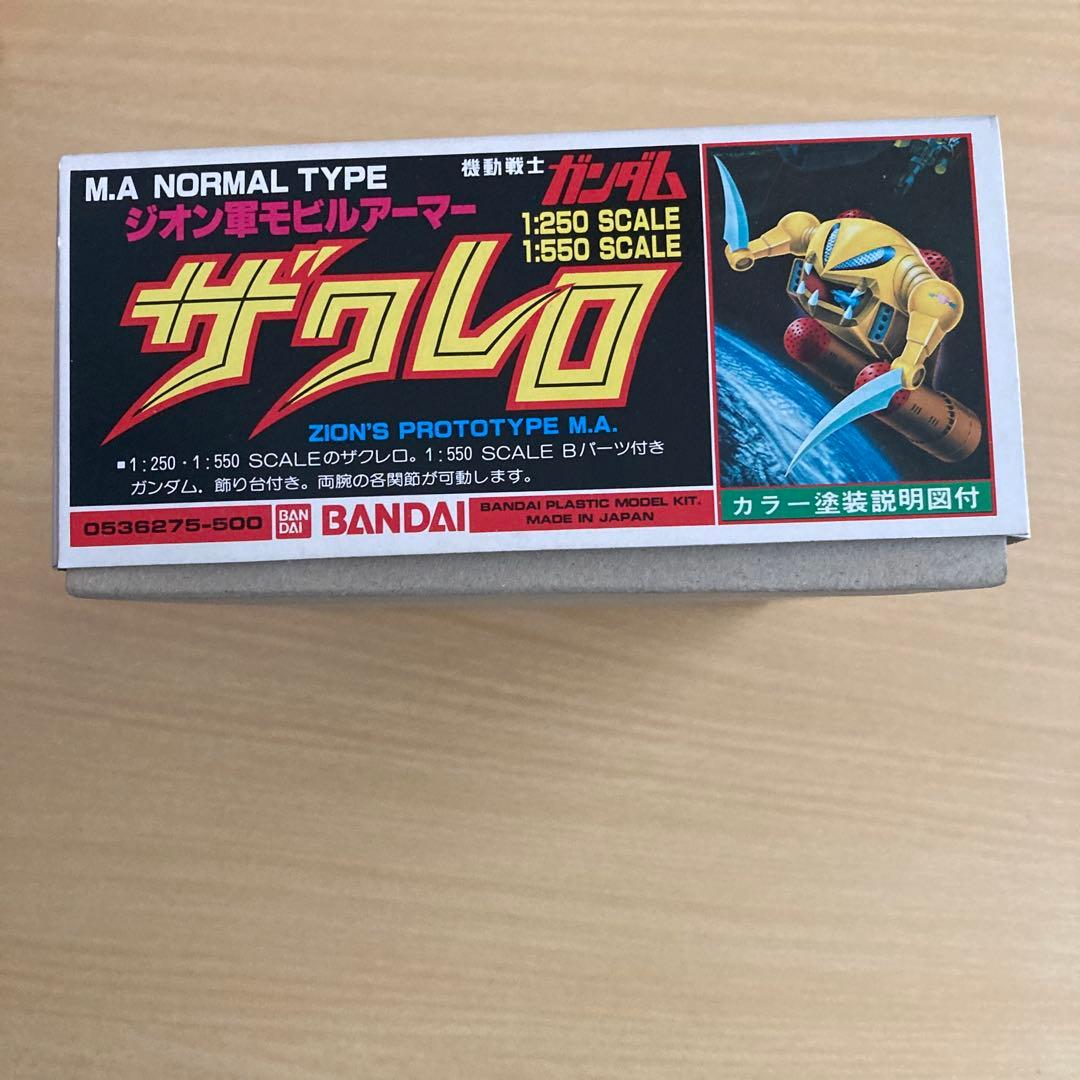 M.A NORMAL TYPE
機動戦士 ガンダム
ジオン軍モビルアーマー
1:250 SCALE
1:550 SCALE
ザクレロ
ZION'S PROTOTYPE M.A.
■1:250・1:550 SCALEのザクレロ。1:550 SCALE Bパーツ付き
ガンダム．飾り台付き。両腕の各関節が可動します。
0536275-500
BAN
DAI
BANDAI
BANDAI PLASTIC MODEL KIT.
MADE IN JAPAN
カラー塗装説明図付